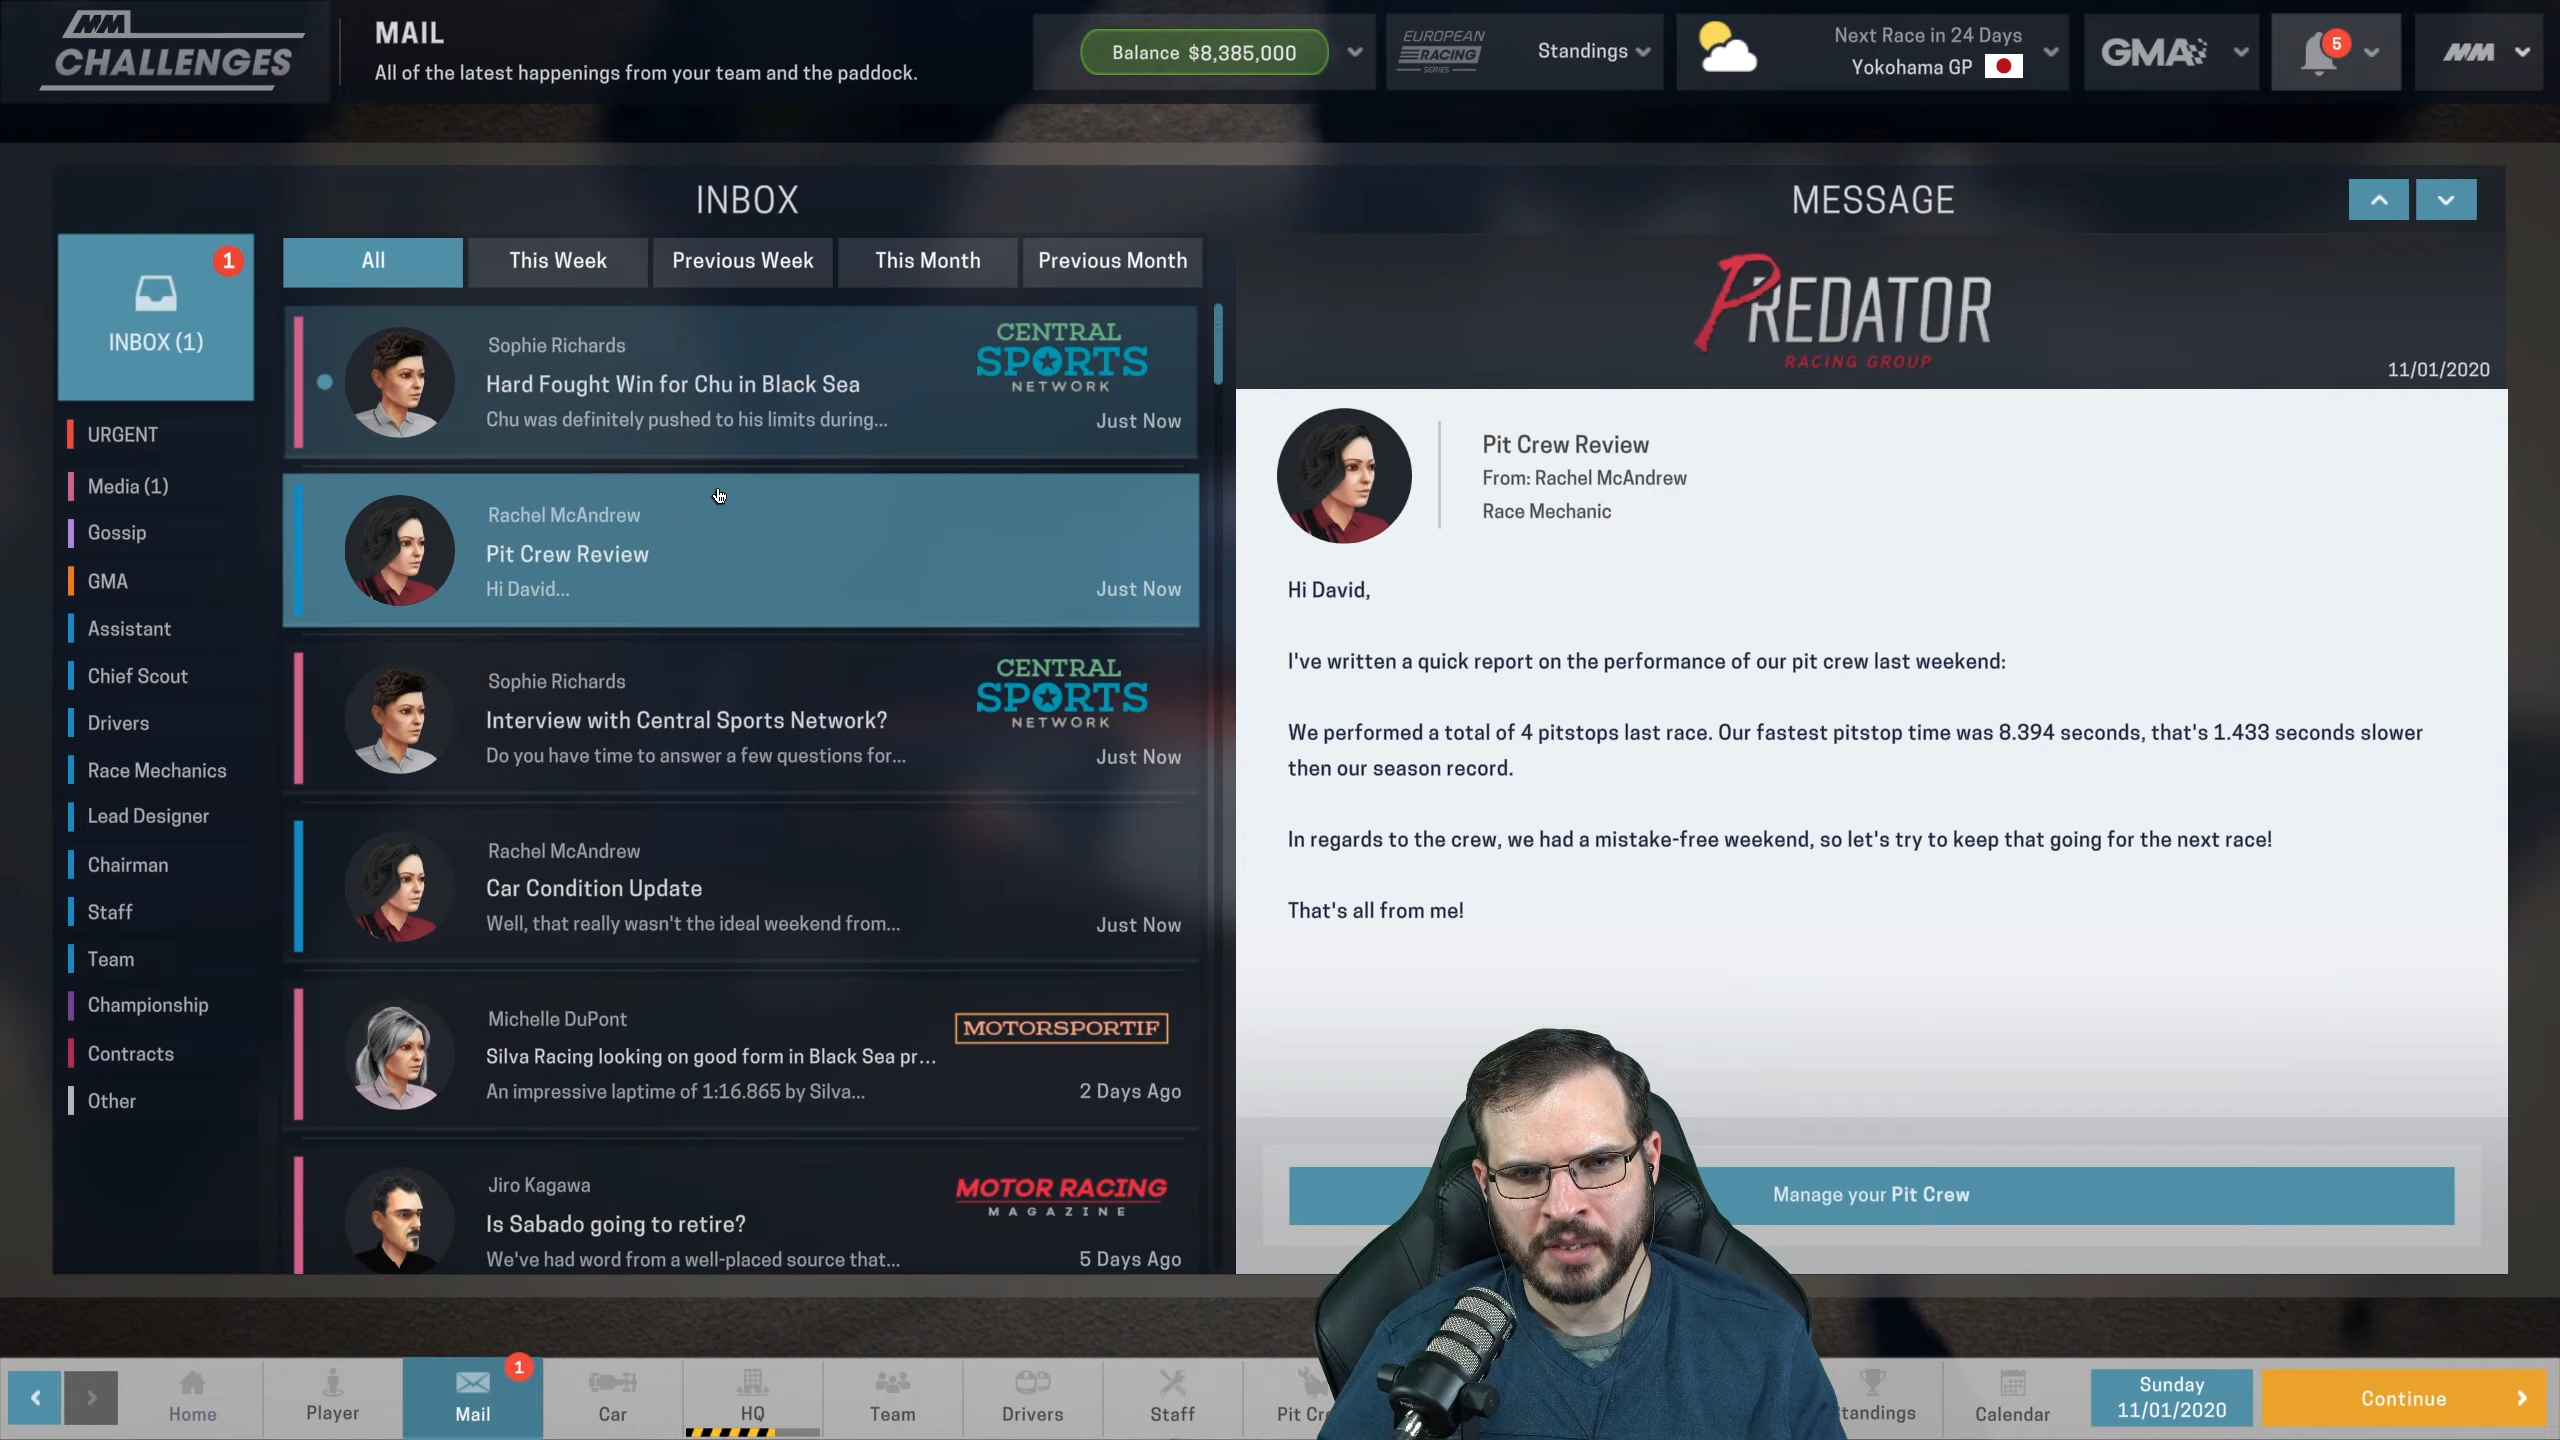 MM
CHALLENGES
MAIL
All of the latest happenings from your team and the paddock.
Balance $8,385,000
EUROPEAN
RACING
SERIES
Standings
Next Race in 24 Days
Yokohama GP
GMA
5
MM
INBOX
1
INBOX (1)
URGENT
Media (1)
Gossip
GMA
Assistant
Chief Scout
Drivers
Race Mechanics
Lead Designer
Chairman
Staff
Team
Championship
Contracts
Other
All
This Week
Previous Week
This Month
Previous Month
Sophie Richards
Hard Fought Win for Chu in Black Sea
Chu was definitely pushed to his limits during...
CENTRAL
SPORTS
NETWORK
Just Now
Rachel McAndrew
Pit Crew Review
Hi David...
Just Now
Sophie Richards
Interview with Central Sports Network?
Do you have time to answer a few questions for...
CENTRAL
SPORTS
NETWORK
Just Now
Rachel McAndrew
Car Condition Update
Well, that really wasn't the ideal weekend from...
Just Now
Michelle DuPont
Silva Racing looking on good form in Black Sea pr...
An impressive laptime of 1:16.865 by Silva...
MOTORSPORTIF
2 Days Ago
Jiro Kagawa
Is Sabado going to retire?
We've had word from a well-placed source that...
MOTOR RACING
MAGAZINE
5 Days Ago
MESSAGE
PREDATOR
RACING GROUP
11/01/2020
Pit Crew Review
From: Rachel McAndrew
Race Mechanic
Hi David,
I've written a quick report on the performance of our pit crew last weekend:
We performed a total of 4 pitstops last race. Our fastest pitstop time was 8.394 seconds, that's 1.433 seconds slower
then our season record.
In regards to the crew, we had a mistake-free weekend, so let's try to keep that going for the next race!
That's all from me!
Manage your Pit Crew
Home
Player
1
Mail
Car
HQ
Team
Drivers
Staff
Pit Cr
tandings
Calendar
Sunday
11/01/2020
Continue